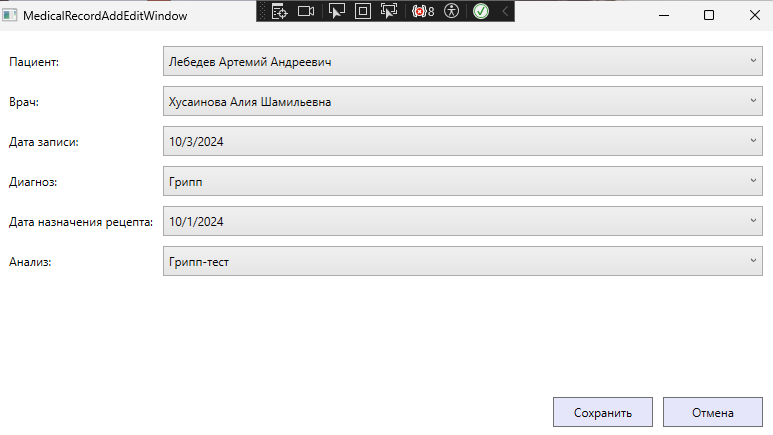 MedicalRecordAddEditWindow
8
Пациент: Лебедев Артемий Андреевич
Врач: Хусаинова Алия Шамильевна
Дата записи: 10/3/2024
Диагноз: Грипп
Дата назначения рецепта: 10/1/2024
Анализ: Грипп-тест
Сохранить Отмена